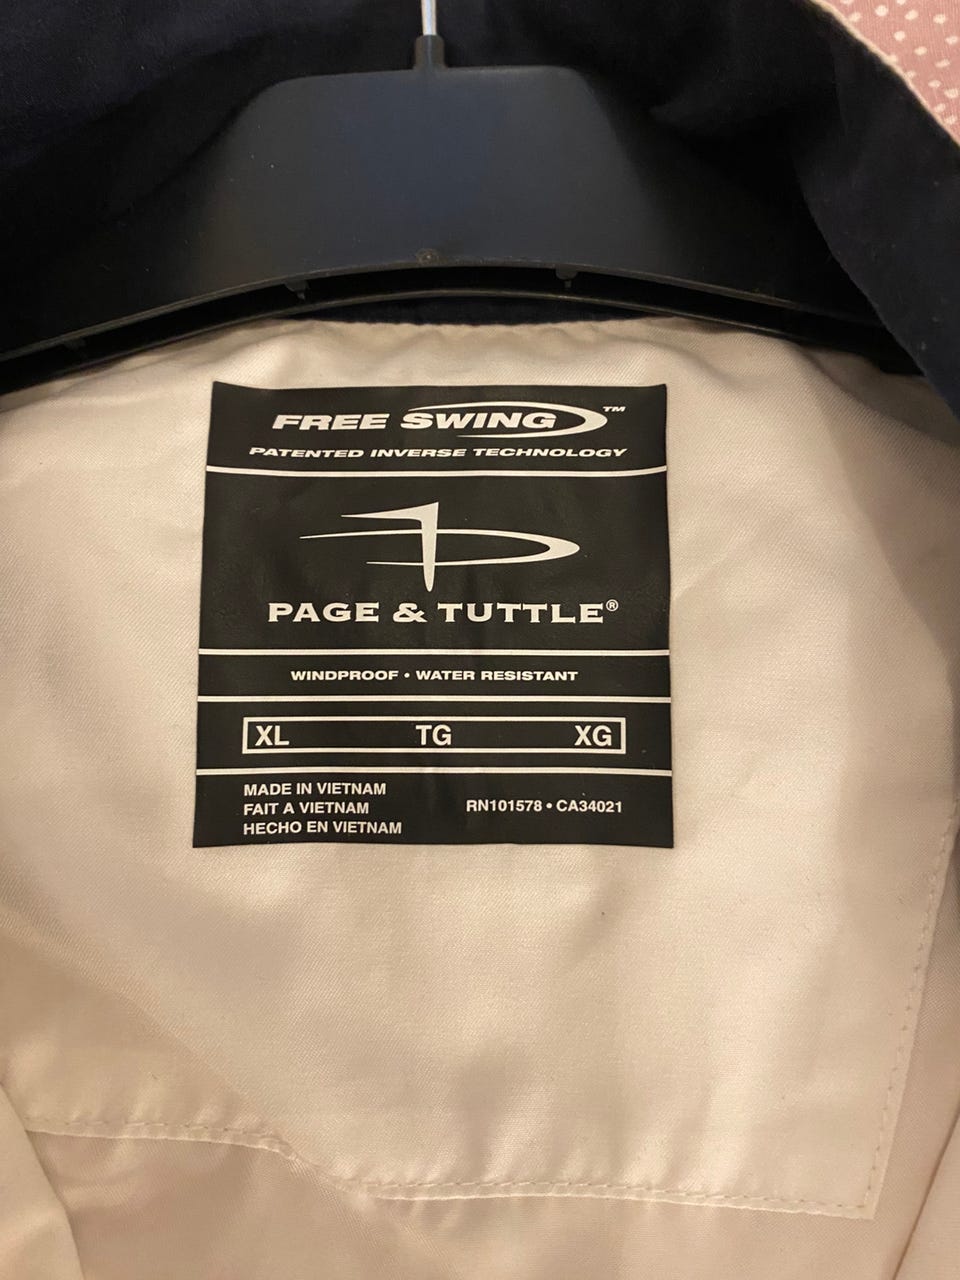 FREE SWING™
PATENTED INVERSE TECHNOLOGY
PAGE & TUTTLE®
WINDPROOF • WATER RESISTANT
XL TG XG
MADE IN VIETNAM
FAIT A VIETNAM
HECHO EN VIETNAM
RN101578 • CA34021